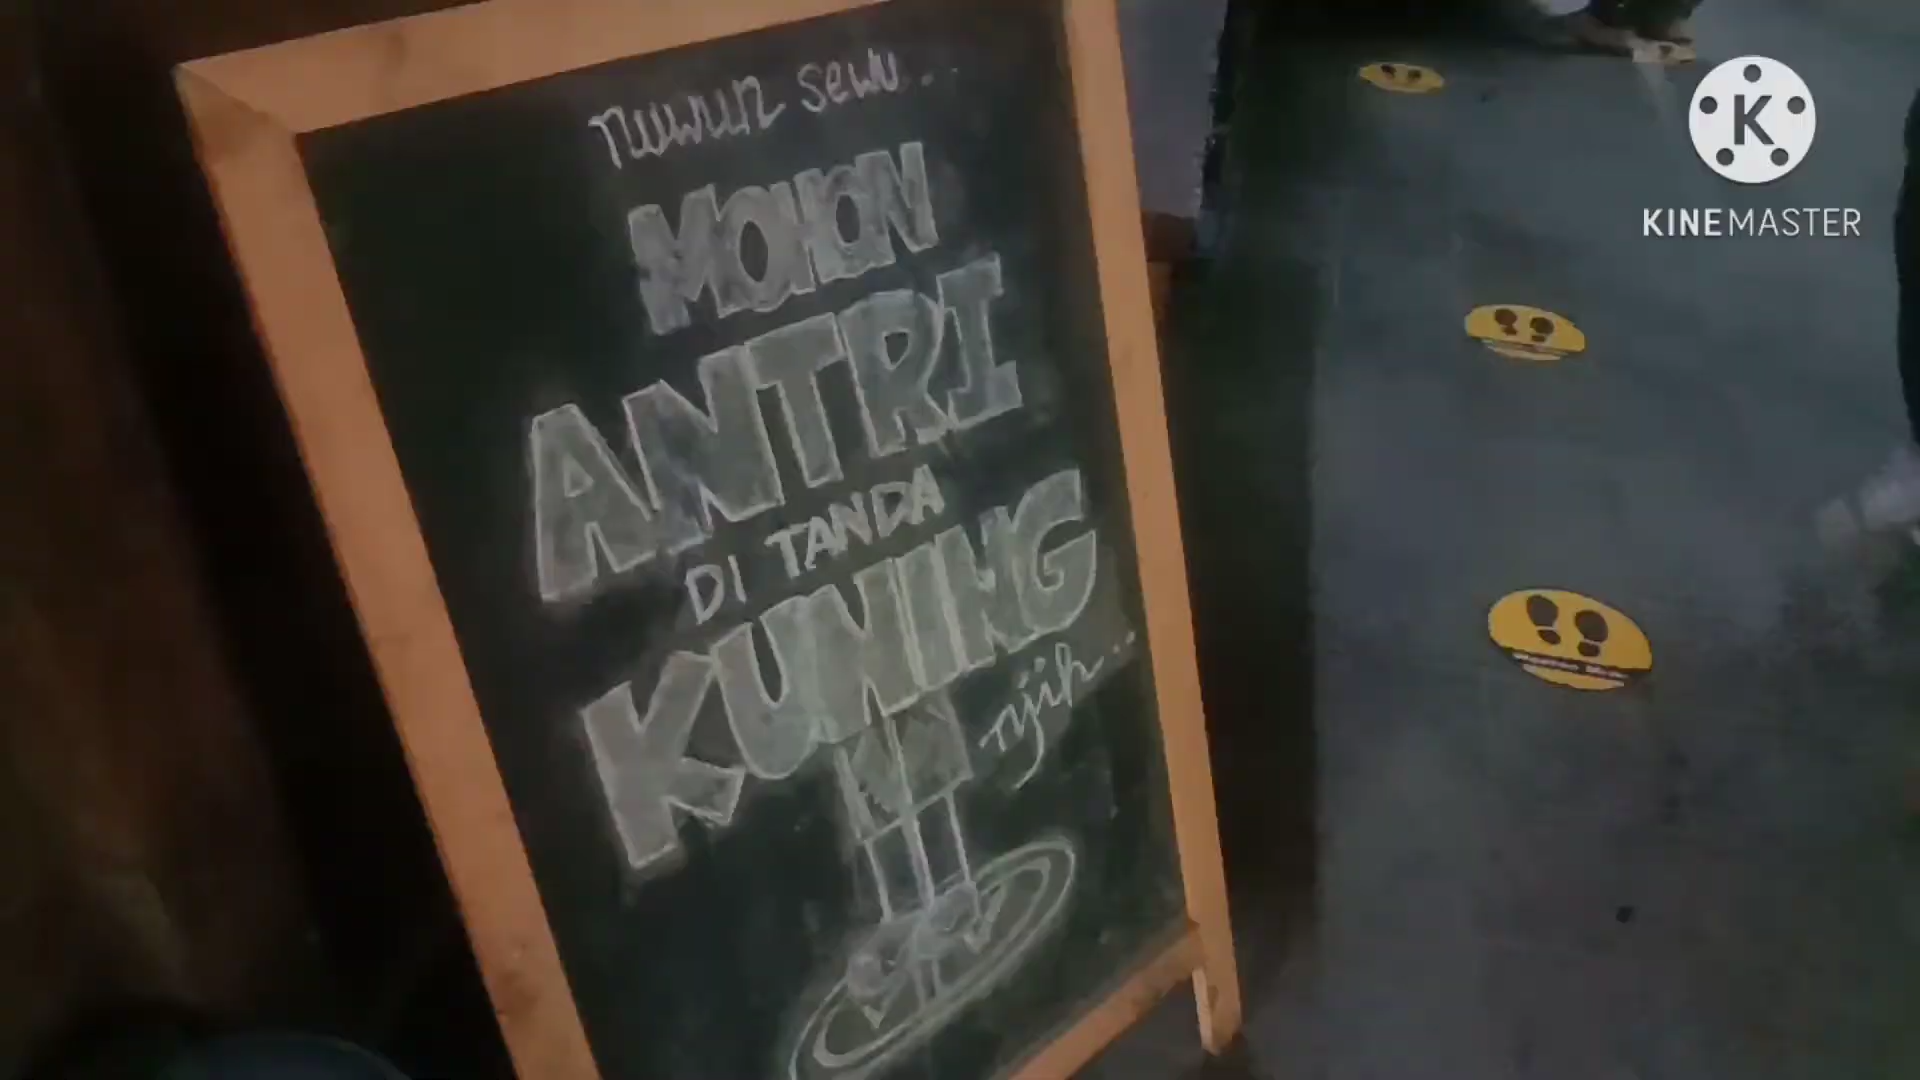 nuwun sewu...
MOHON
ANTRI
DI TANDA
KUNING
njih...
KINEMASTER